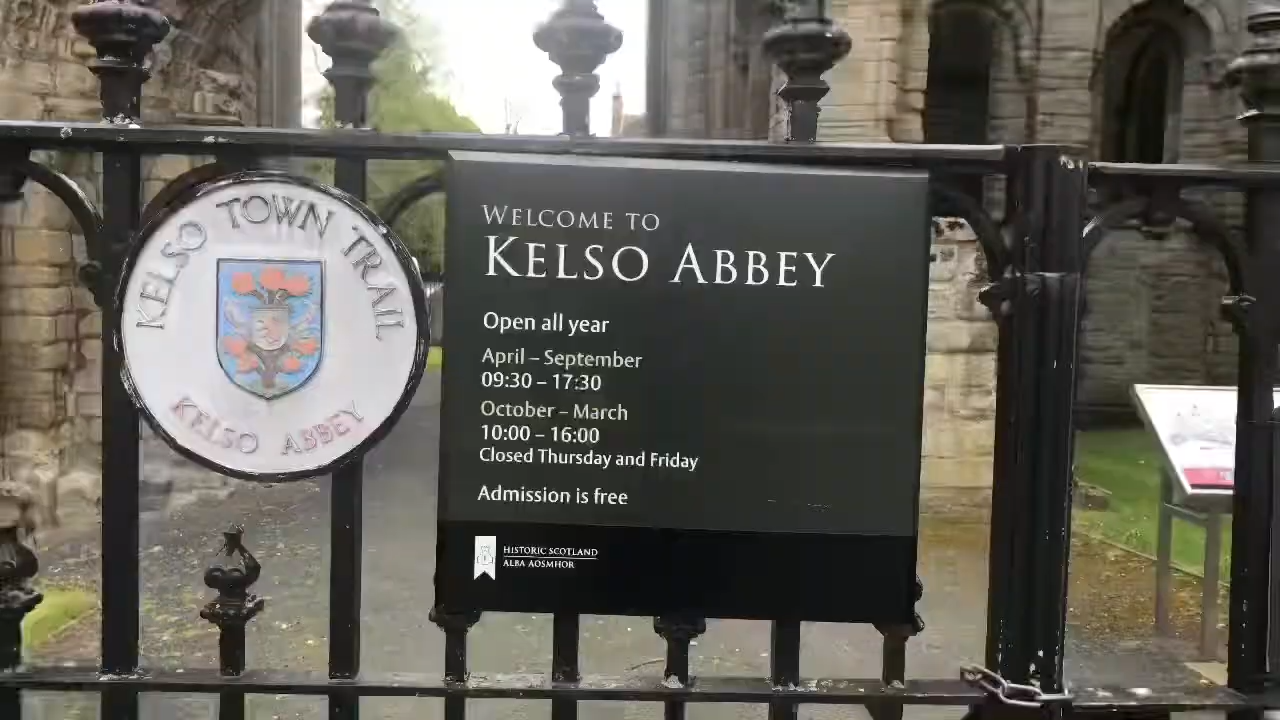 KELSO TOWN TRAIL
KELSO ABBEY
WELCOME TO
KELSO ABBEY
Open all year
April – September
09:30 – 17:30
October – March
10:00 – 16:00
Closed Thursday and Friday
Admission is free
HISTORIC SCOTLAND
ALBA AOSMHOR